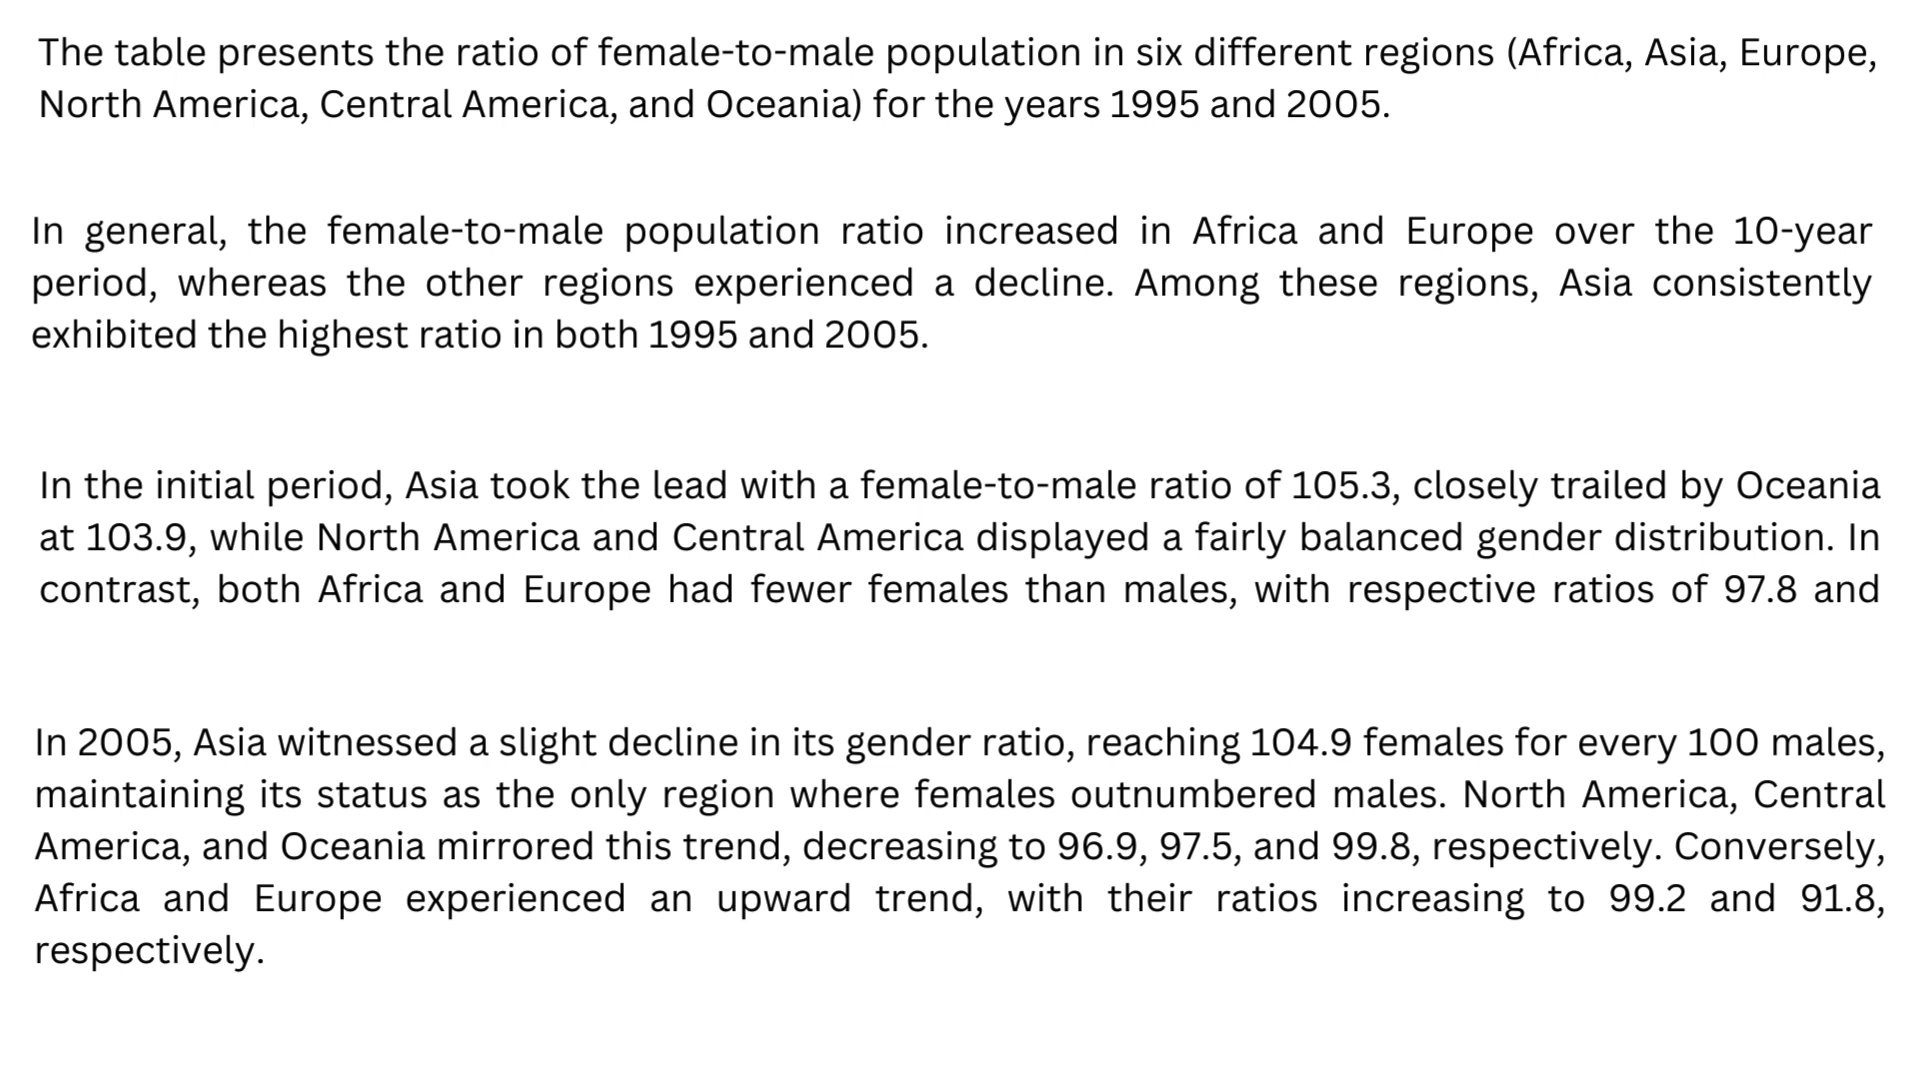 The table presents the ratio of female-to-male population in six different regions (Africa, Asia, Europe,
North America, Central America, and Oceania) for the years 1995 and 2005.
In general, the female-to-male population ratio increased in Africa and Europe over the 10-year
period, whereas the other regions experienced a decline. Among these regions, Asia consistently
exhibited the highest ratio in both 1995 and 2005.
In the initial period, Asia took the lead with a female-to-male ratio of 105.3, closely trailed by Oceania
at 103.9, while North America and Central America displayed a fairly balanced gender distribution. In
contrast, both Africa and Europe had fewer females than males, with respective ratios of 97.8 and
In 2005, Asia witnessed a slight decline in its gender ratio, reaching 104.9 females for every 100 males,
maintaining its status as the only region where females outnumbered males. North America, Central
America, and Oceania mirrored this trend, decreasing to 96.9, 97.5, and 99.8, respectively. Conversely,
Africa and Europe experienced an upward trend, with their ratios increasing to 99.2 and 91.8,
respectively.